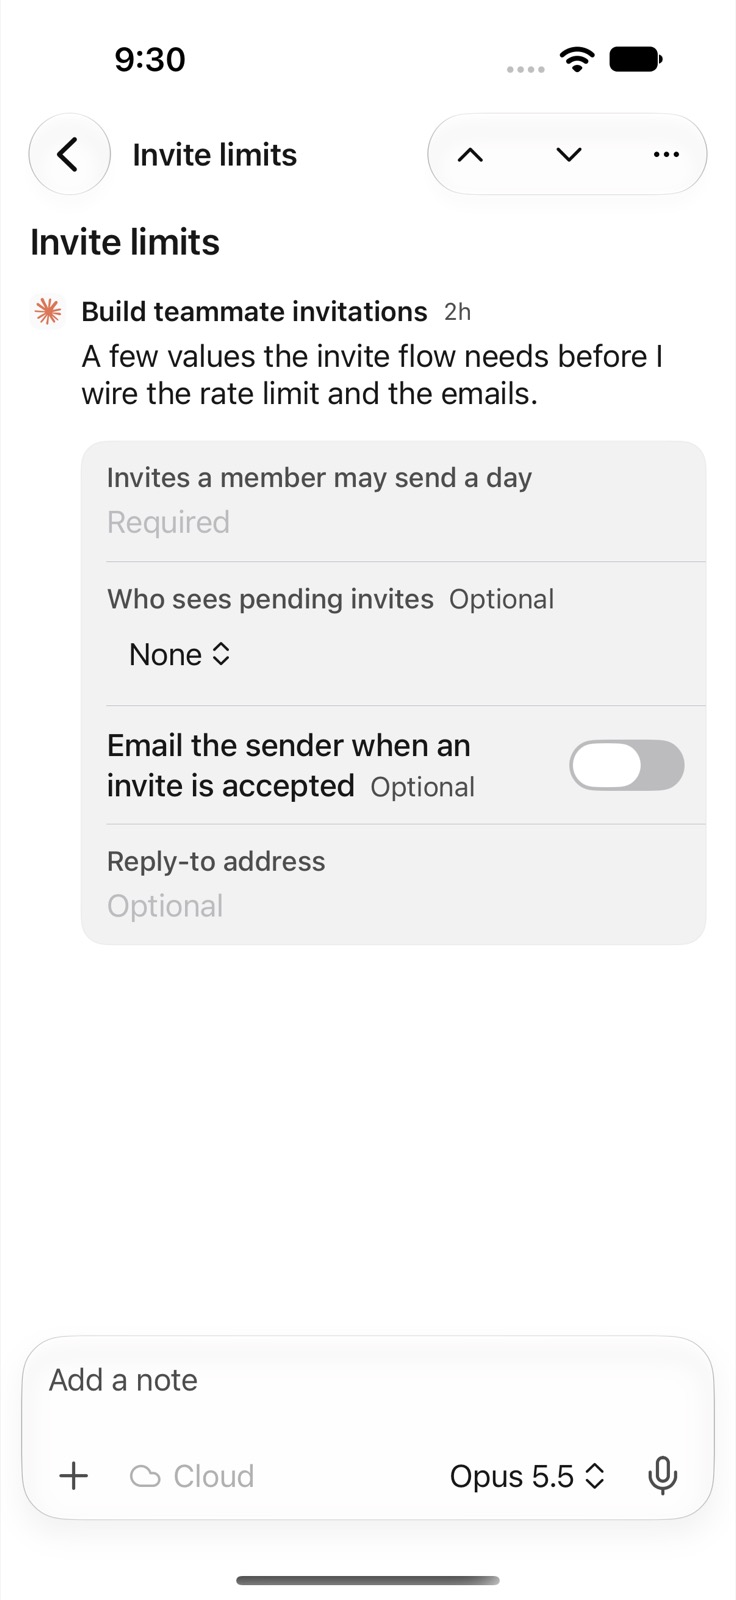 9:30
Invite limits
Invite limits
Build teammate invitations 2h
A few values the invite flow needs before I
wire the rate limit and the emails.
Invites a member may send a day
Required
Who sees pending invites Optional
None
Email the sender when an
invite is accepted Optional
Reply-to address
Optional
Add a note
Cloud
Opus 5.5